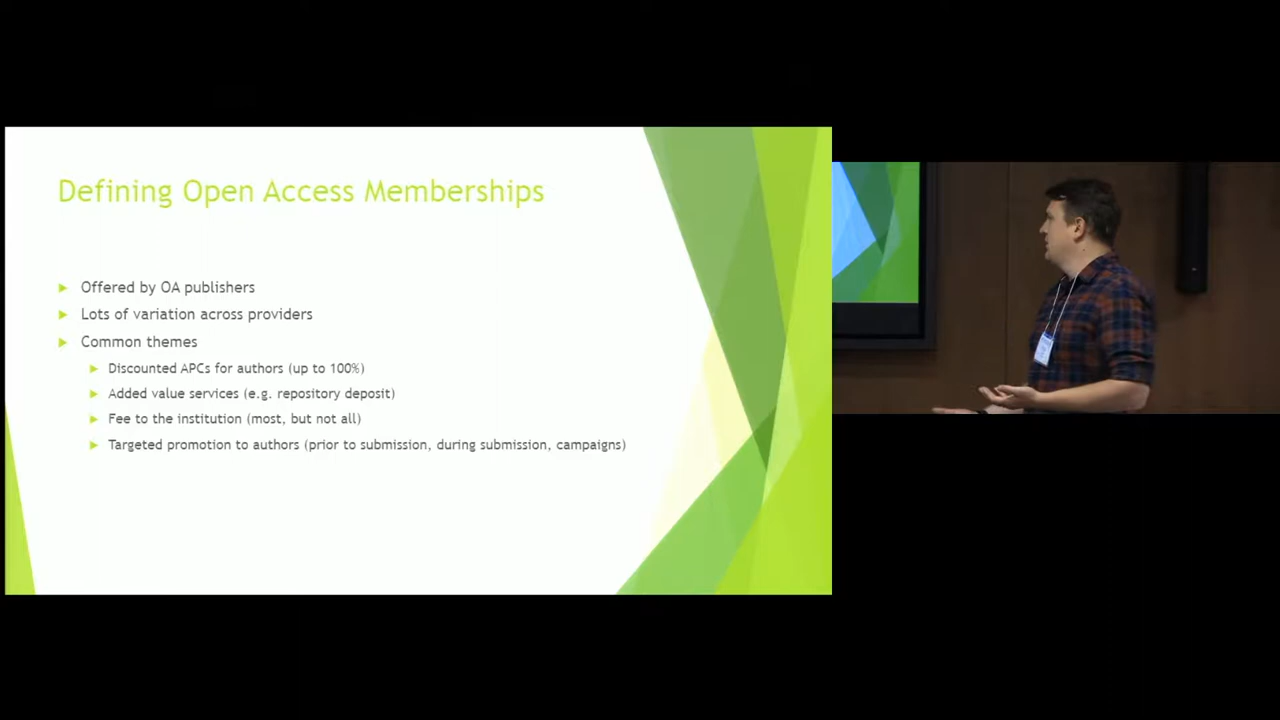 Defining Open Access Memberships
Offered by OA publishers
Lots of variation across providers
Common themes
Discounted APCs for authors (up to 100%)
Added value services (e.g. repository deposit)
Fee to the institution (most, but not all)
Targeted promotion to authors (prior to submission, during submission, campaigns)